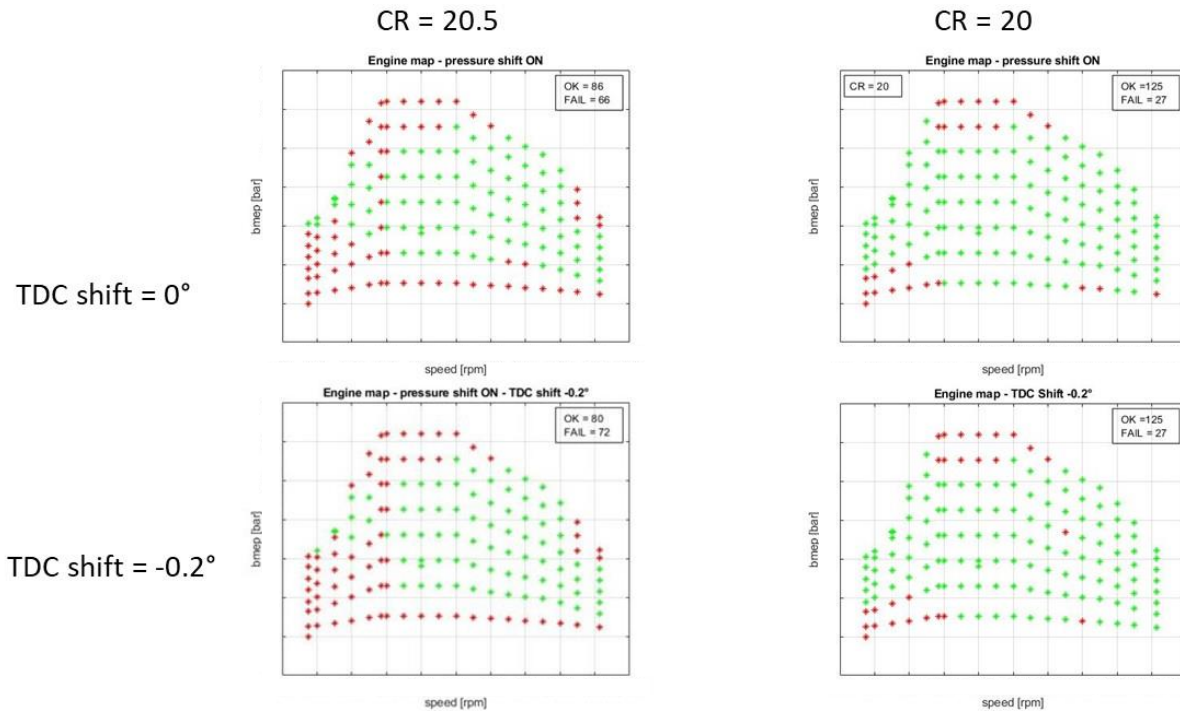 CR = 20.5
CR = 20
Engine map - pressure shift ON
OK = 86
FAIL = 66
bmep [bar]
speed [rpm]
Engine map - pressure shift ON
CR = 20
OK =125
FAIL = 27
bmep [bar]
speed [rpm]
TDC shift = 0°
Engine map - pressure shift ON - TDC shift -0.2°
OK = 80
FAIL = 72
bmep [bar]
speed [rpm]
Engine map - TDC Shift -0.2°
OK =125
FAIL = 27
bmep [bar]
speed [rpm]
TDC shift = -0.2°